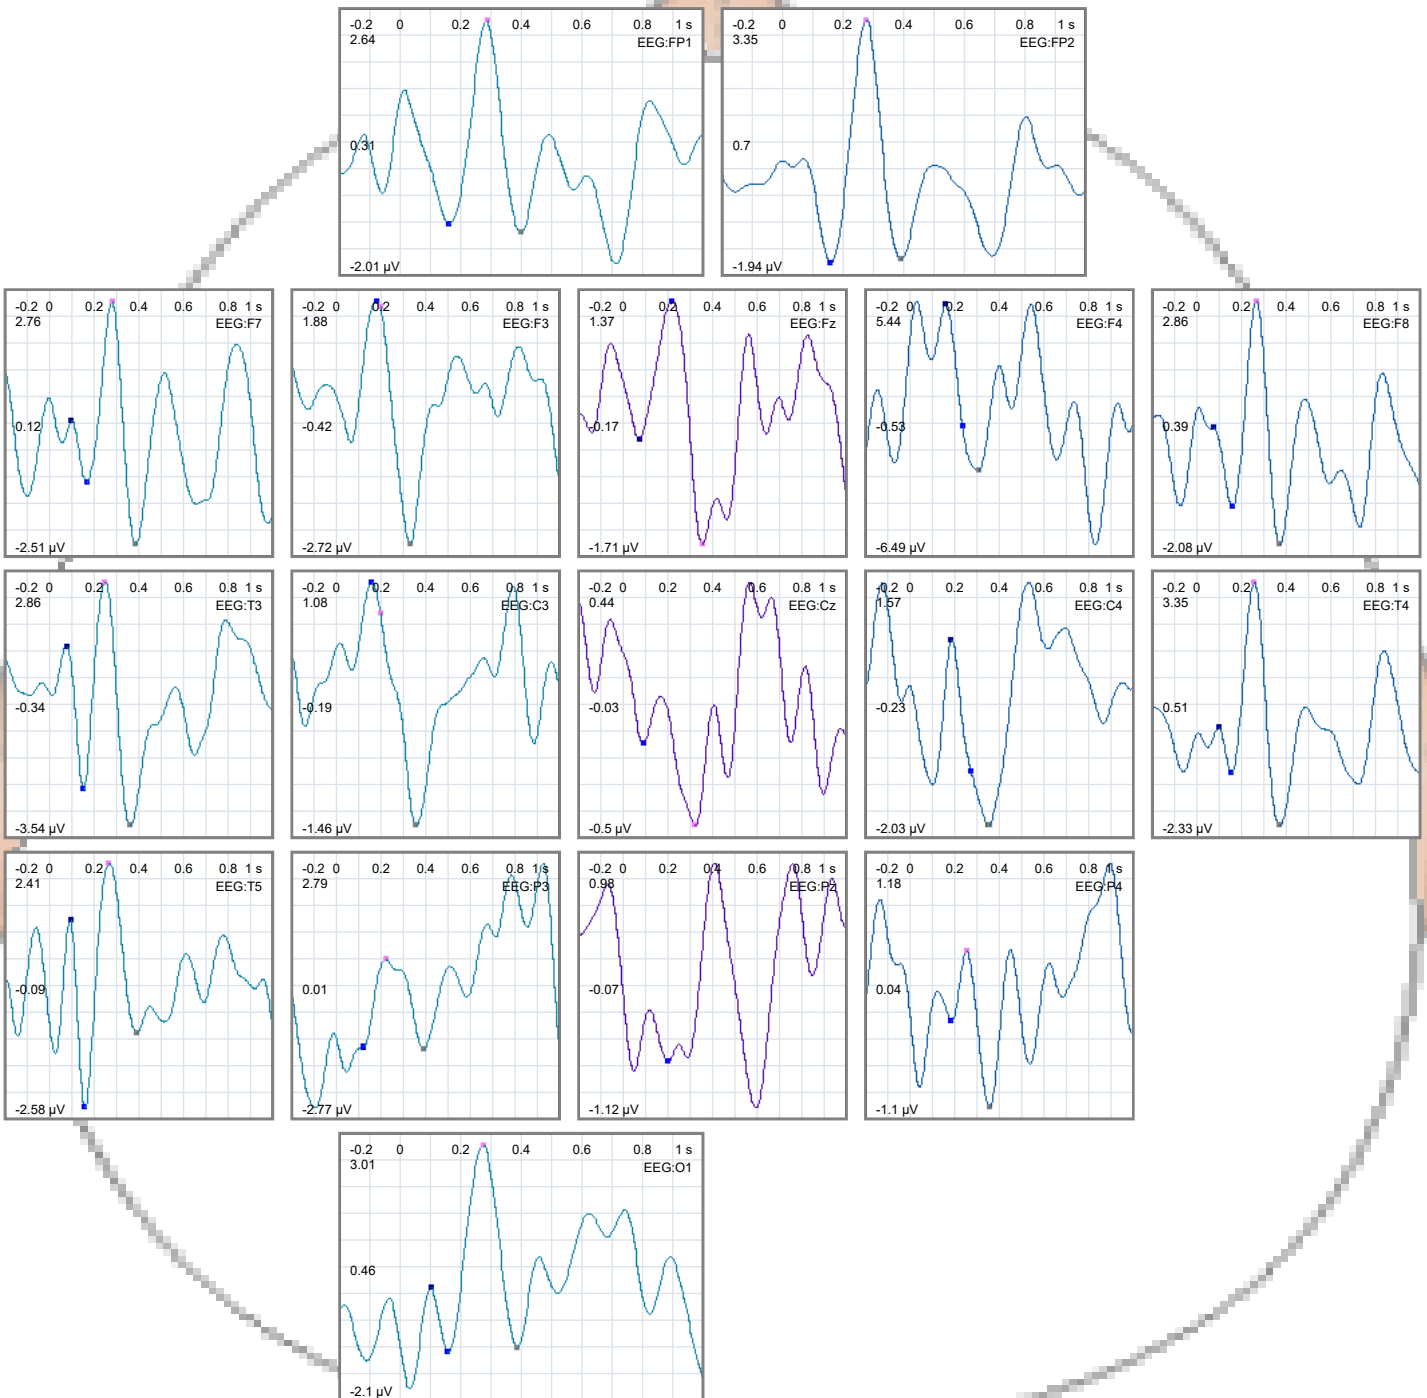 -0.2 0 0.2 0.4 0.6 0.8 1 s
2.64
EEG:FP1
0.31
-2.01 µV
-0.2 0 0.2 0.4 0.6 0.8 1 s
3.35
EEG:FP2
0.7
-1.94 µV
-0.2 0 0.2 0.4 0.6 0.8 1 s
2.76
EEG:F7
0.12
-2.51 µV
-0.2 0 0.2 0.4 0.6 0.8 1 s
1.88
EEG:F3
-0.42
-2.72 µV
-0.2 0 0.2 0.4 0.6 0.8 1 s
1.37
EEG:Fz
-0.17
-1.71 µV
-0.2 0 0.2 0.4 0.6 0.8 1 s
5.44
EEG:F4
-0.53
-6.49 µV
-0.2 0 0.2 0.4 0.6 0.8 1 s
2.86
EEG:F8
0.39
-2.08 µV
-0.2 0 0.2 0.4 0.6 0.8 1 s
2.86
EEG:T3
-0.34
-3.54 µV
-0.2 0 0.2 0.4 0.6 0.8 1 s
1.08
EEG:C3
-0.19
-1.46 µV
-0.2 0 0.2 0.4 0.6 0.8 1 s
0.44
EEG:Cz
-0.03
-0.5 µV
-0.2 0 0.2 0.4 0.6 0.8 1 s
1.57
EEG:C4
-0.23
-2.03 µV
-0.2 0 0.2 0.4 0.6 0.8 1 s
3.35
EEG:T4
0.51
-2.33 µV
-0.2 0 0.2 0.4 0.6 0.8 1 s
2.41
EEG:T5
-0.09
-2.58 µV
-0.2 0 0.2 0.4 0.6 0.8 1 s
2.79
EEG:P3
0.01
-2.77 µV
-0.2 0 0.2 0.4 0.6 0.8 1 s
0.98
EEG:Pz
-0.07
-1.12 µV
-0.2 0 0.2 0.4 0.6 0.8 1 s
1.18
EEG:P4
0.04
-1.1 µV
-0.2 0 0.2 0.4 0.6 0.8 1 s
3.01
EEG:O1
0.46
-2.1 µV